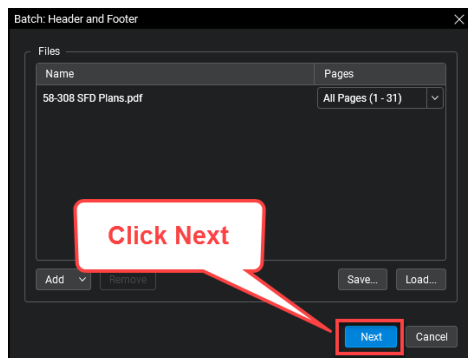 Batch: Header and Footer
Files
Name Pages
58-308 SFD Plans.pdf All Pages (1 - 31)
Click Next
Add Remove Save... Load...
Next Cancel